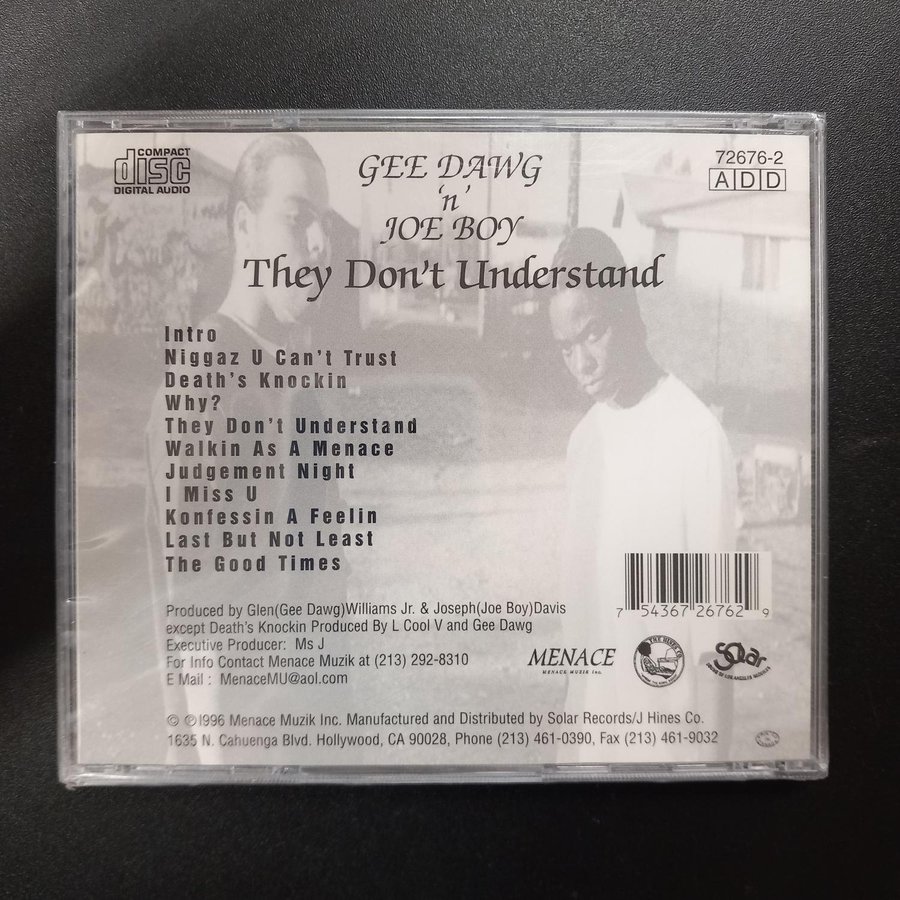 COMPACT
disc
DIGITAL AUDIO
GEE DAWG
'n'
JOE BOY
They Don't Understand
72676-2
ADD
Intro
Niggaz U Can't Trust
Death's Knockin
Why?
They Don't Understand
Walkin As A Menace
Judgement Night
I Miss U
Konfessin A Feelin
Last But Not Least
The Good Times
Produced by Glen(Gee Dawg)Williams Jr. & Joseph(Joe Boy)Davis
except Death's Knockin Produced By L Cool V and Gee Dawg
Executive Producer: Ms J
For Info Contact Menace Muzik at (213) 292-8310
E Mail : MenaceMU@aol.com
7 54367 26762 9
MENACE
MENACE MUZIK Inc.
SOLAR
SOUND OF LOS ANGELES RECORDS
© ℗1996 Menace Muzik Inc. Manufactured and Distributed by Solar Records/J Hines Co.
1635 N. Cahuenga Blvd. Hollywood, CA 90028, Phone (213) 461-0390, Fax (213) 461-9032